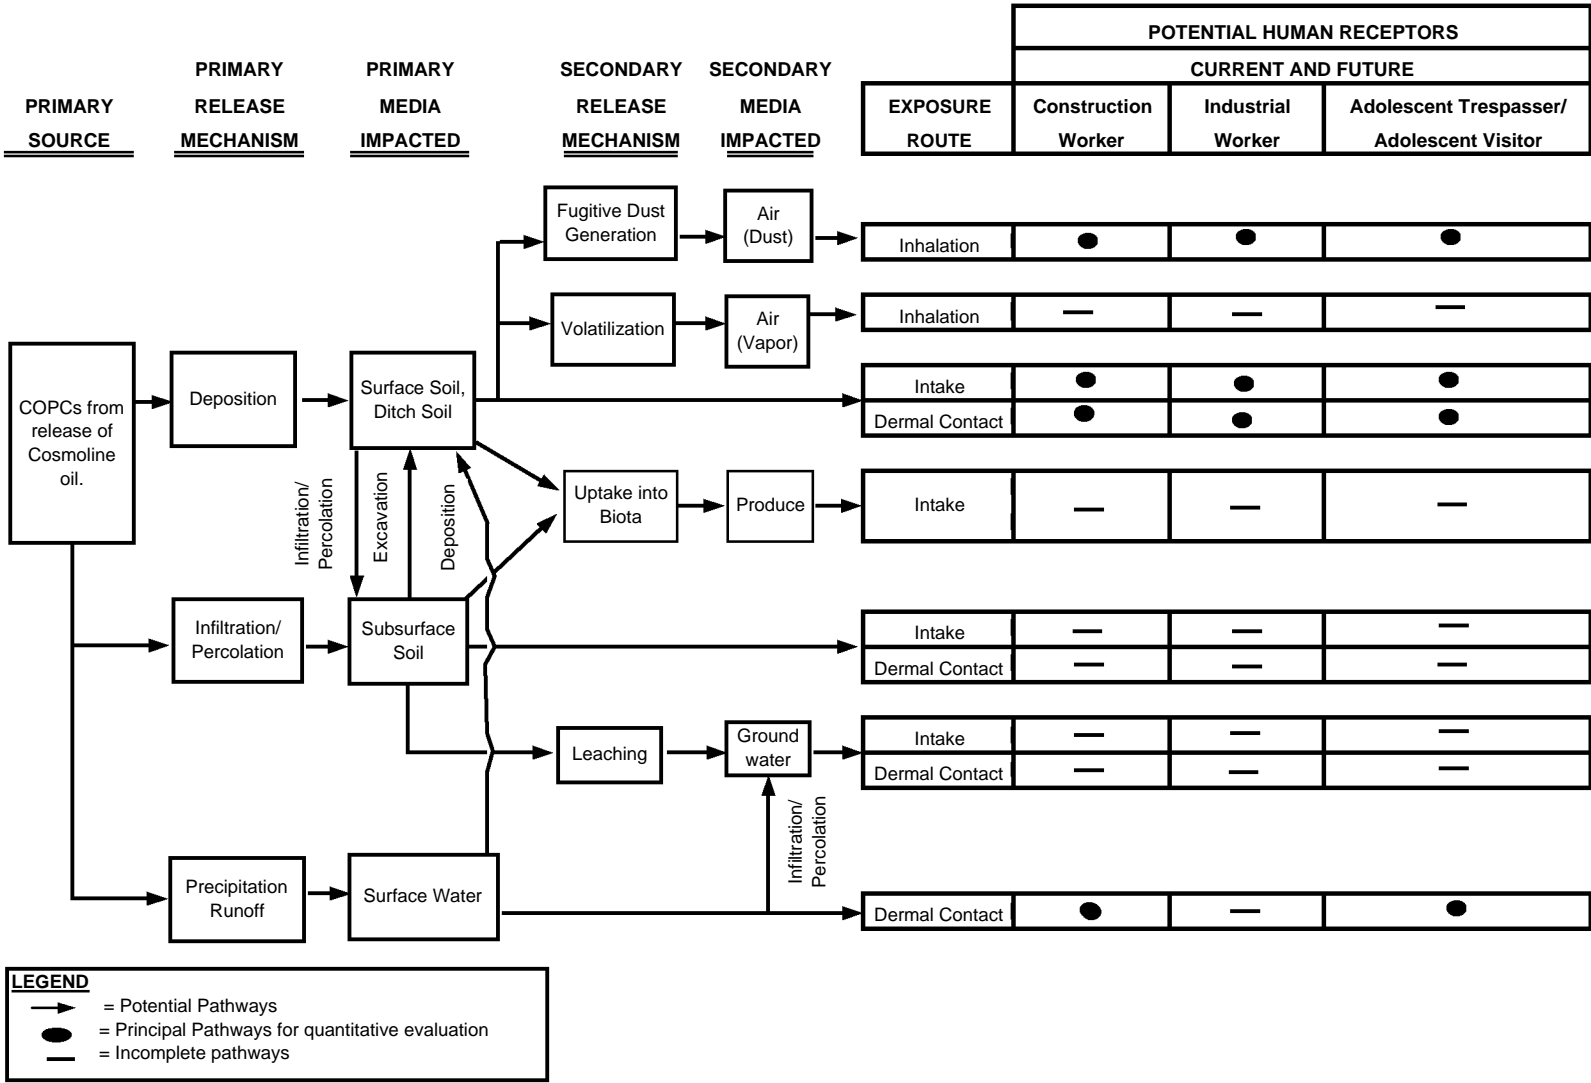 POTENTIAL HUMAN RECEPTORS
PRIMARY PRIMARY SECONDARY SECONDARY CURRENT AND FUTURE
PRIMARY RELEASE MEDIA RELEASE MEDIA EXPOSURE Construction Industrial Adolescent Trespasser/
SOURCE MECHANISM IMPACTED MECHANISM IMPACTED ROUTE Worker Worker Adolescent Visitor
Fugitive Dust
Generation
Air
(Dust)
Inhalation
Volatilization
Air
(Vapor)
Inhalation
COPCs from
release of
Cosmoline
oil.
Deposition
Surface Soil,
Ditch Soil
Intake
Dermal Contact
Infiltration/
Percolation
Excavation
Deposition
Uptake into
Biota
Produce
Intake
Infiltration/
Percolation
Subsurface
Soil
Intake
Dermal Contact
Leaching
Ground
water
Intake
Dermal Contact
Infiltration/
Percolation
Precipitation
Runoff
Surface Water
Dermal Contact
LEGEND
= Potential Pathways
= Principal Pathways for quantitative evaluation
= Incomplete pathways